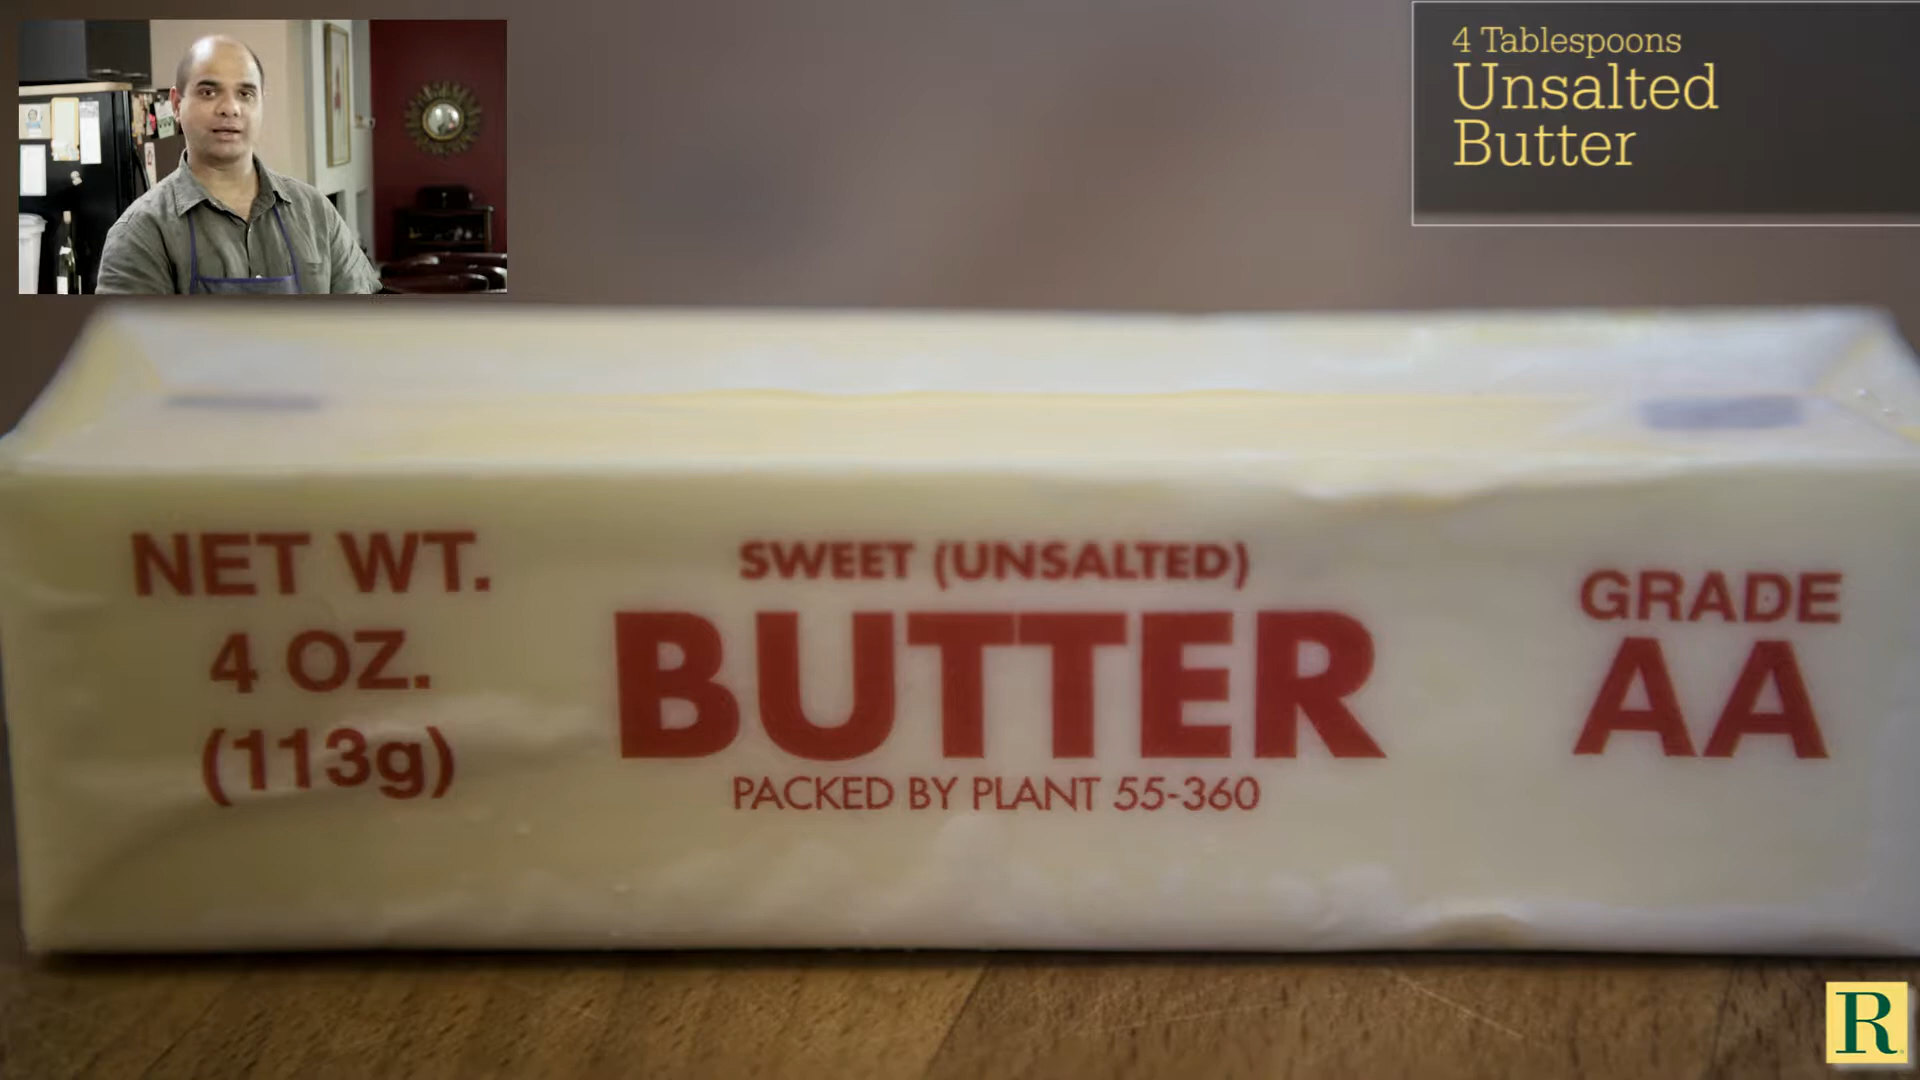 4 Tablespoons
Unsalted
Butter
NET WT.
4 OZ.
(113g)
SWEET (UNSALTED)
BUTTER
PACKED BY PLANT 55-360
GRADE
AA
R